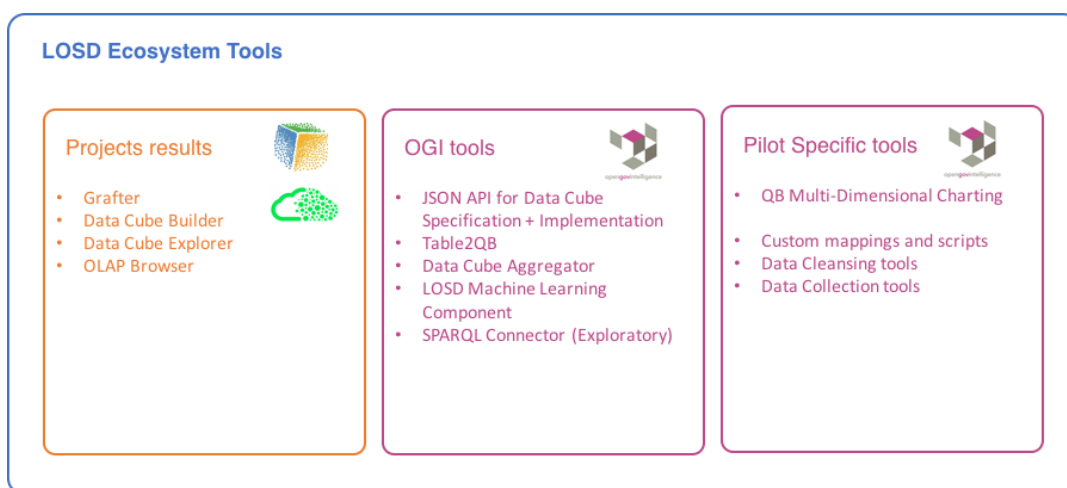 LOSD Ecosystem Tools
Projects results
• Grafter
• Data Cube Builder
• Data Cube Explorer
• OLAP Browser
OGI tools
opengovintelligence
• JSON API for Data Cube
Specification + Implementation
• Table2QB
• Data Cube Aggregator
• LOSD Machine Learning
Component
• SPARQL Connector (Exploratory)
Pilot Specific tools
opengovintelligence
• QB Multi-Dimensional Charting
• Custom mappings and scripts
• Data Cleansing tools
• Data Collection tools